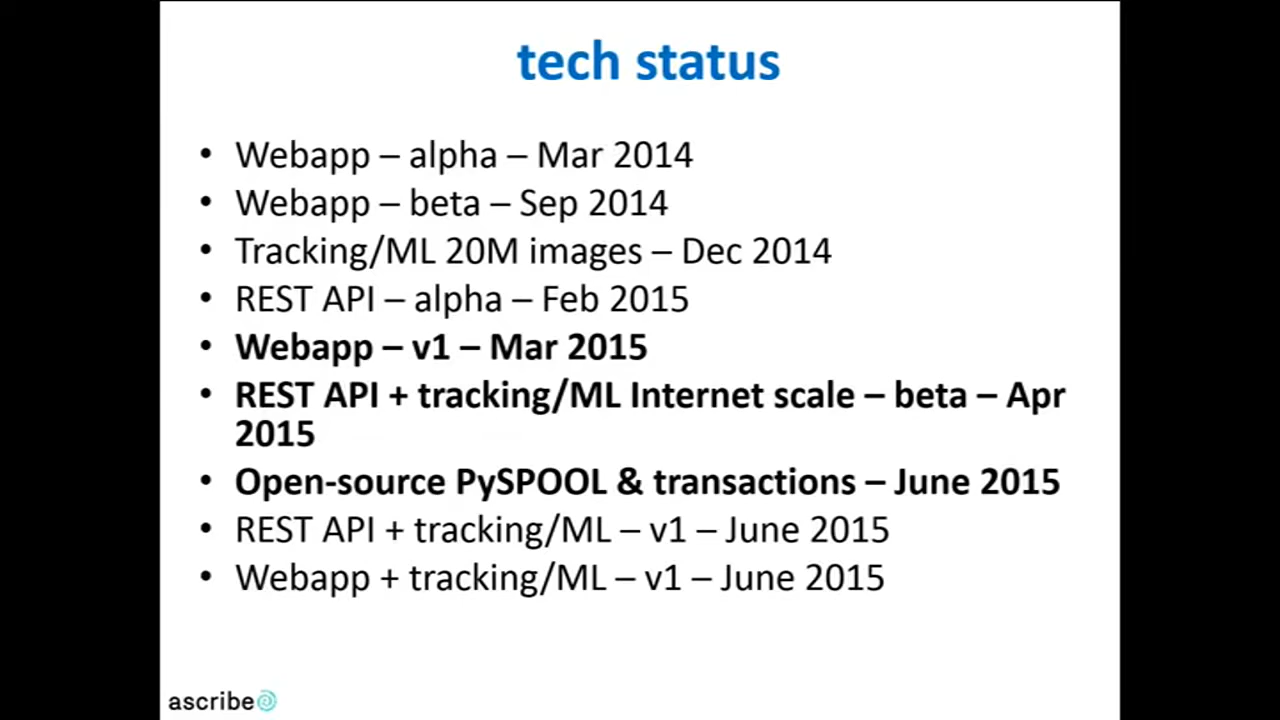 tech status
• Webapp – alpha – Mar 2014
• Webapp – beta – Sep 2014
• Tracking/ML 20M images – Dec 2014
• REST API – alpha – Feb 2015
• Webapp – v1 – Mar 2015
• REST API + tracking/ML Internet scale – beta – Apr
2015
• Open-source PySPOOL & transactions – June 2015
• REST API + tracking/ML – v1 – June 2015
• Webapp + tracking/ML – v1 – June 2015
ascribe